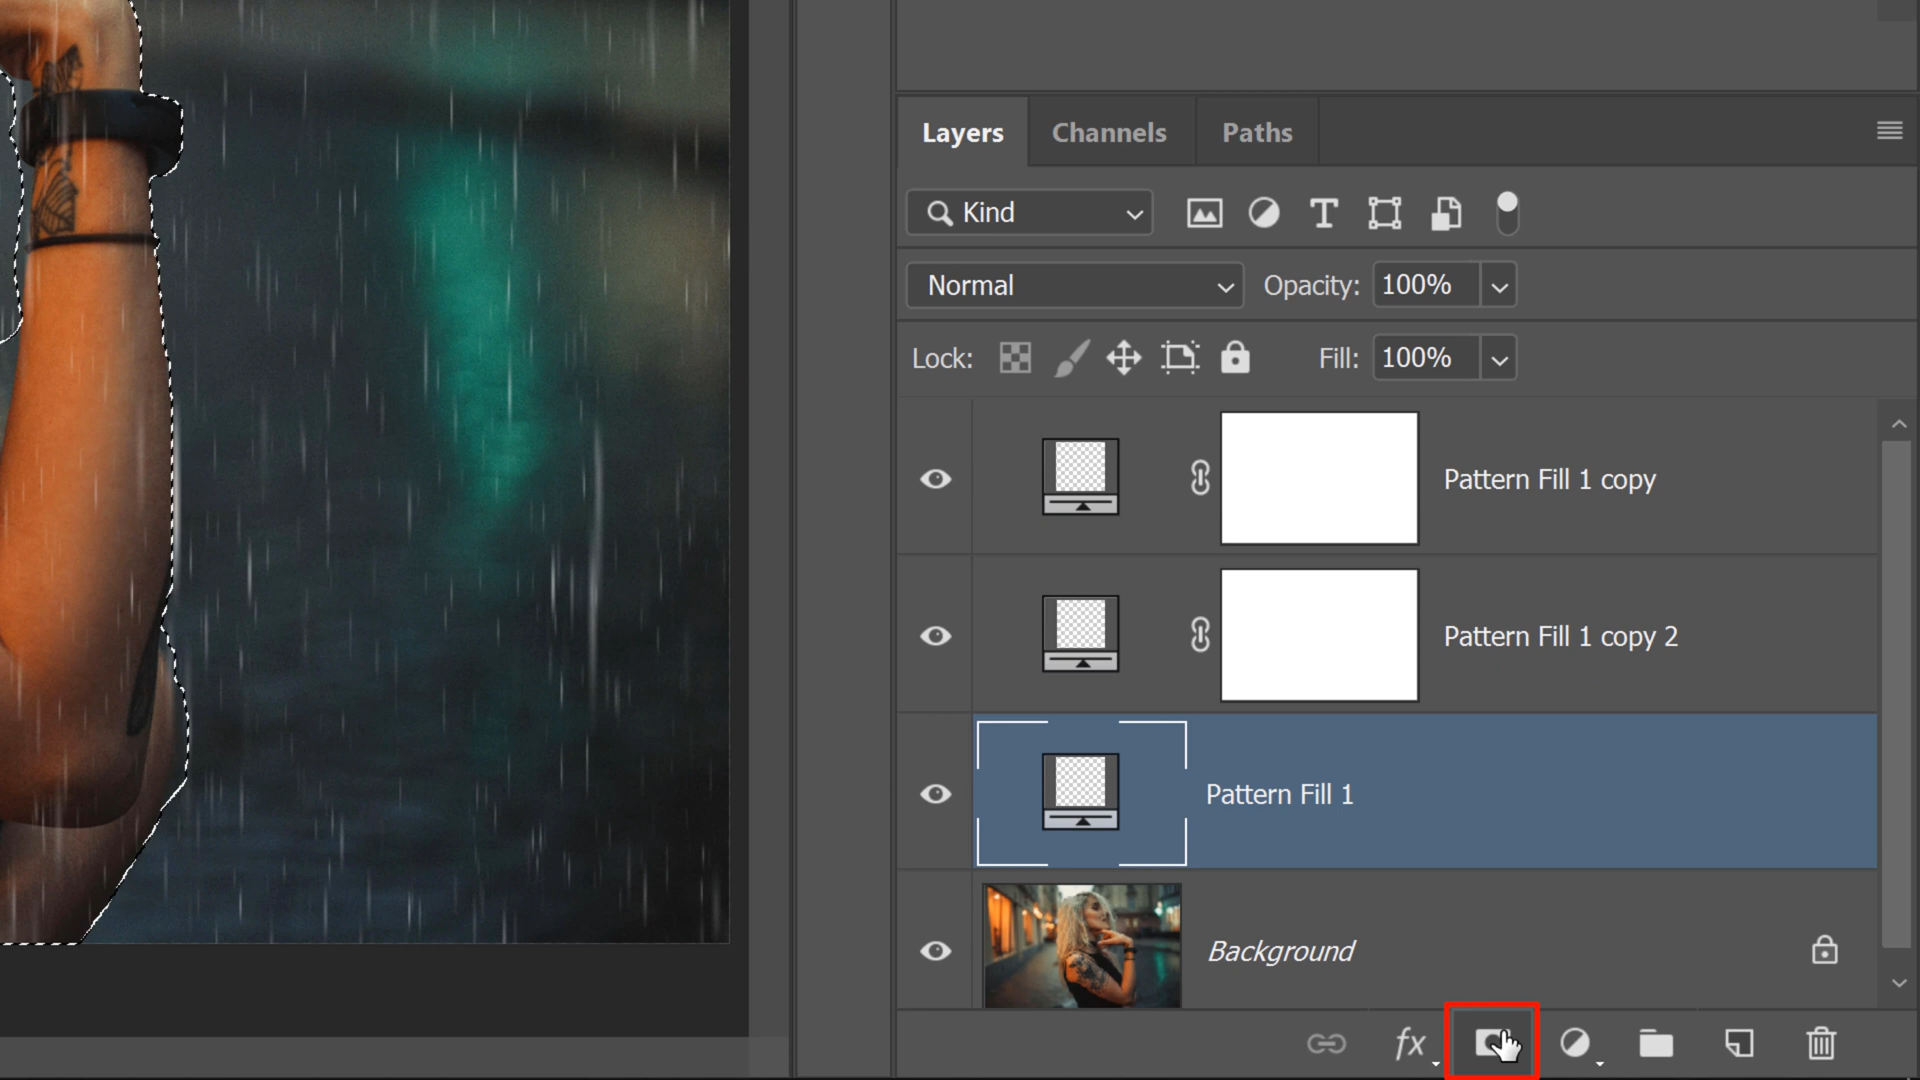 Layers
Channels
Paths
Kind
Normal
Opacity:
100%
Lock:
Fill:
100%
Pattern Fill 1 copy
Pattern Fill 1 copy 2
Pattern Fill 1
Background
fx